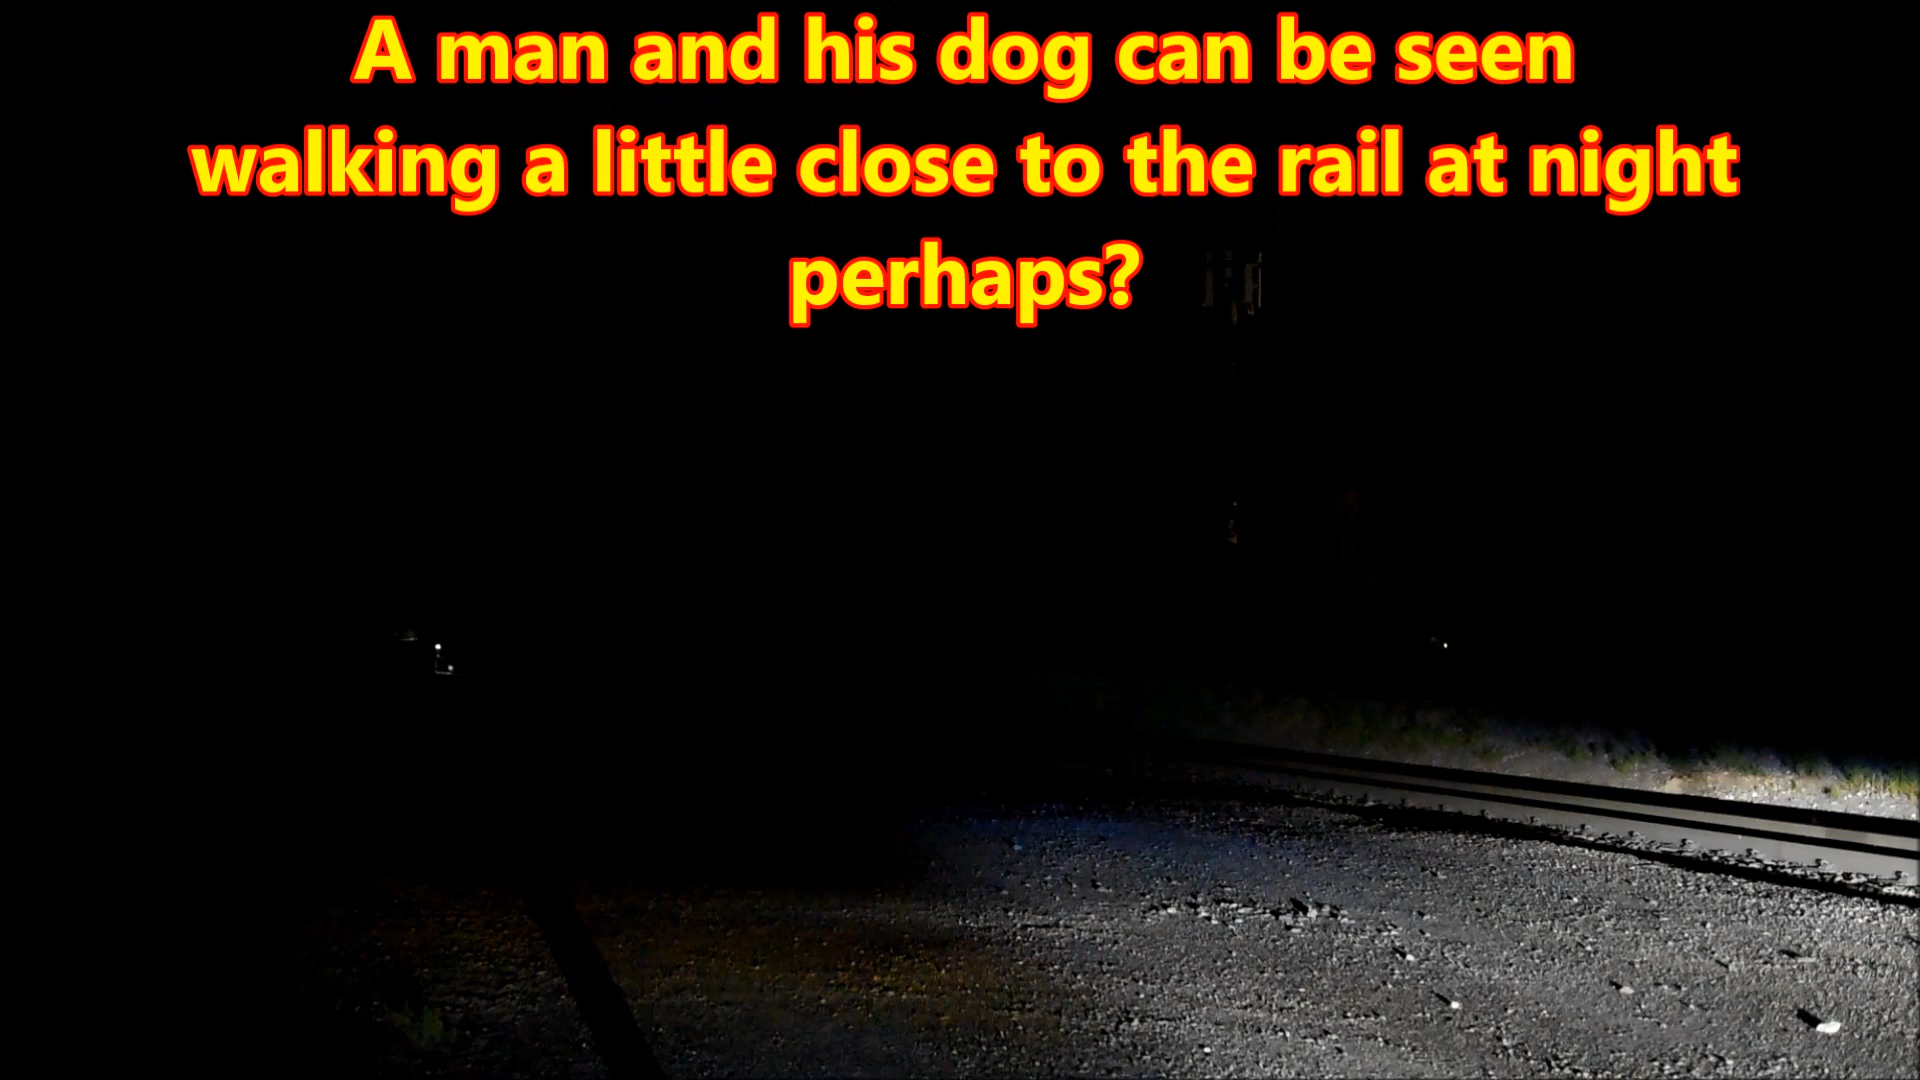 A man and his dog can be seen
walking a little close to the rail at night
perhaps?